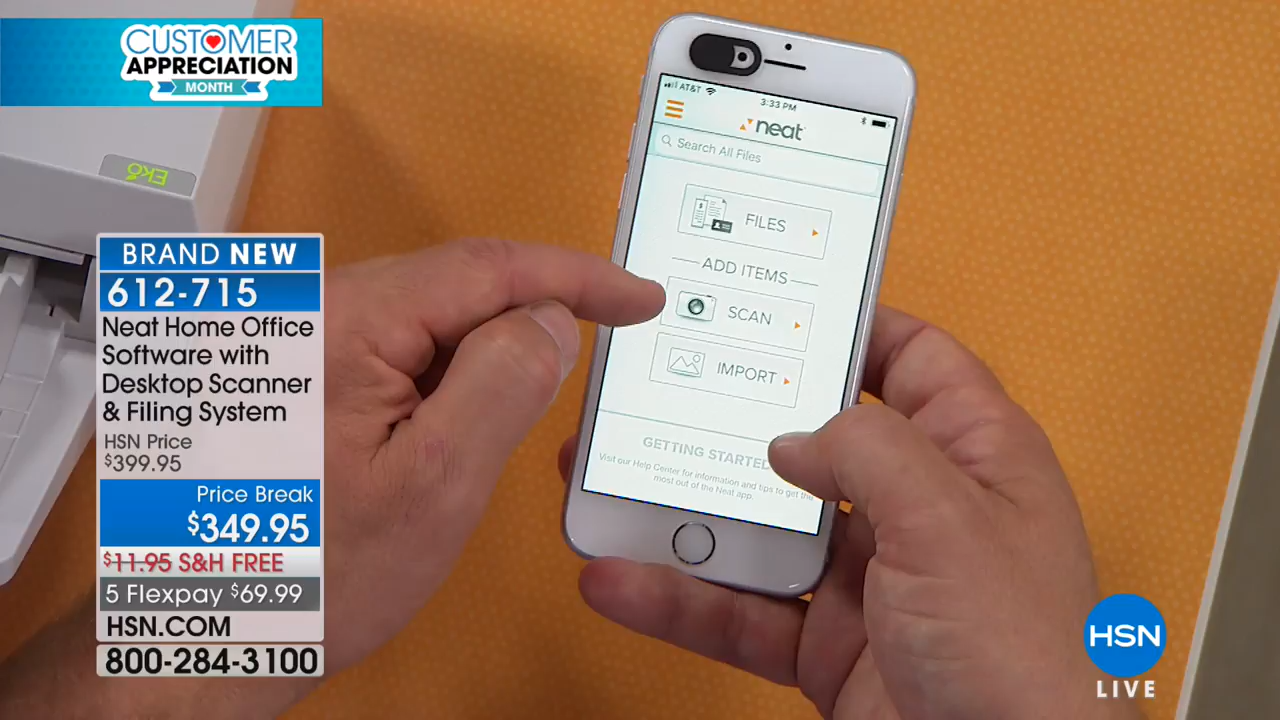 CUSTOMER
APPRECIATION
MONTH
Eko
BRAND NEW
612-715
Neat Home Office
Software with
Desktop Scanner
& Filing System
HSN Price
$399.95
Price Break
$349.95
$11.95 S&H FREE
5 Flexpay $69.99
HSN.COM
800-284-3100
AT&T
3:33 PM
neat
Search All Files
FILES
ADD ITEMS
SCAN
IMPORT
GETTING STARTED
Visit our Help Center for information and tips to get the
most out of the Neat app.
HSN
LIVE